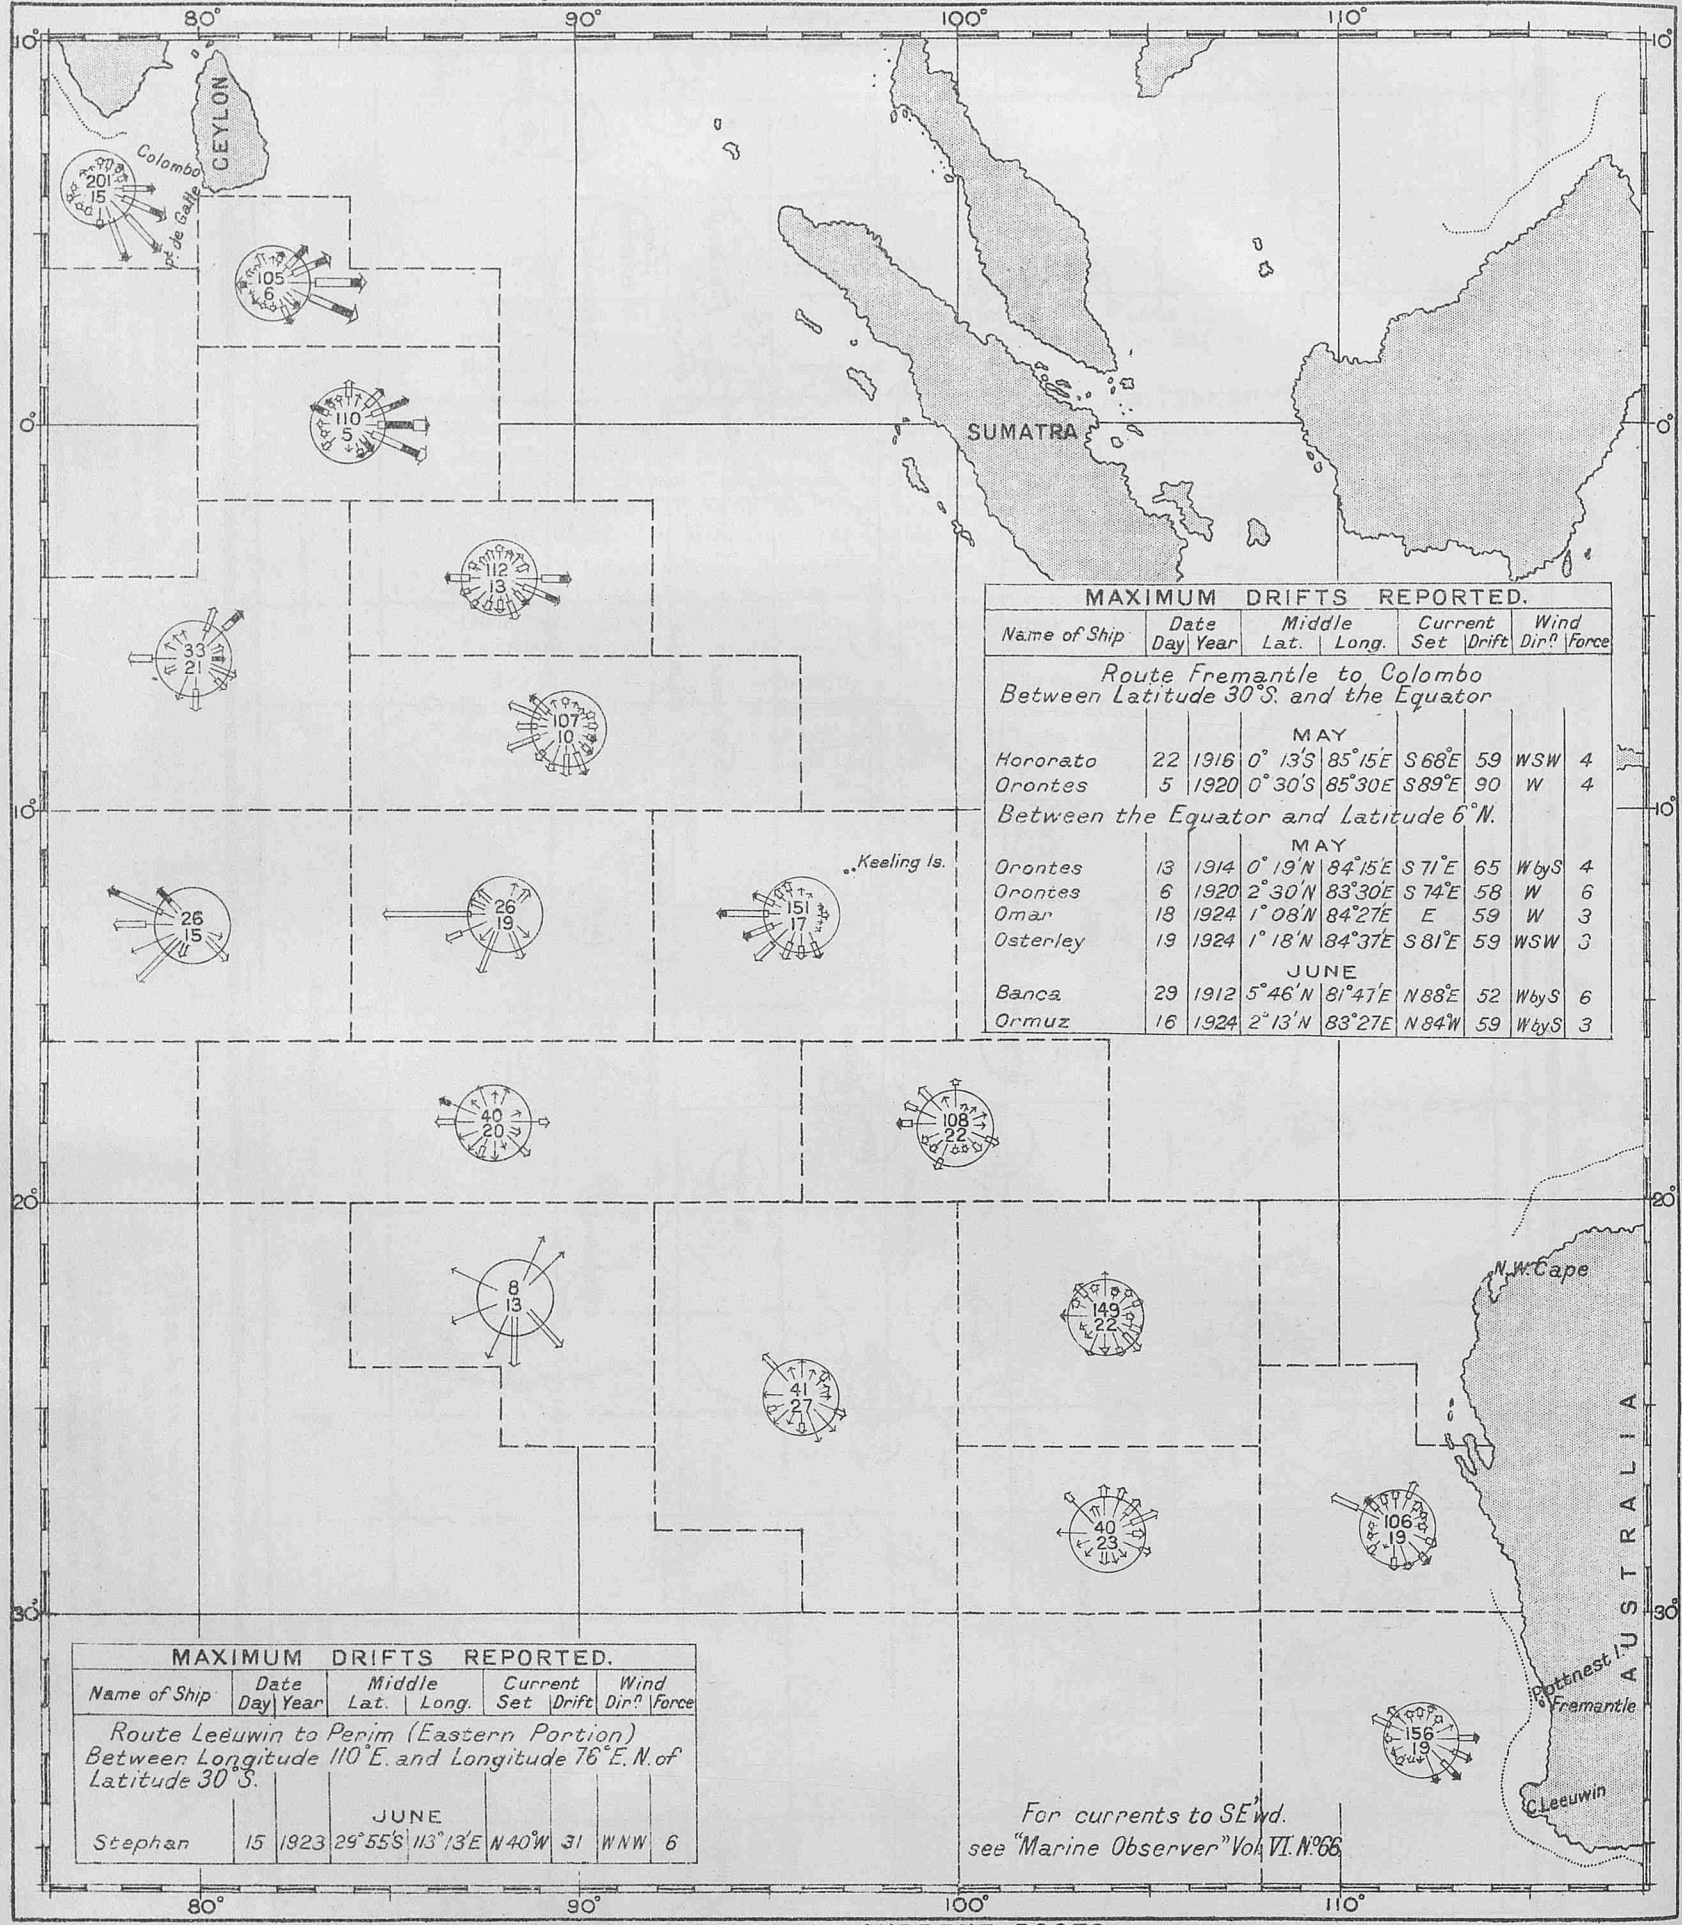 80° 90° 100° 110°
10° 10°
CEYLON
Colombo
Pt. de Galle
201
15
105
6
110
5
0° 0°
SUMATRA
112
13
33
21
107
10
MAXIMUM DRIFTS REPORTED.
Name of Ship Date Day Year Middle Lat. Long. Current Set Drift Wind Dirⁿ Force
Route Fremantle to Colombo
Between Latitude 30°S. and the Equator
MAY
Hororato 22 1916 0° 13'S 85°15'E S68°E 59 WSW 4
Orontes 5 1920 0°30'S 85°30E S89°E 90 W 4
Between the Equator and Latitude 6°N.
MAY
Orontes 13 1914 0° 19'N 84°15'E S71°E 65 WbyS 4
Orontes 6 1920 2°30'N 83°30'E S74°E 58 W 6
Omar 18 1924 1°08'N 84°27'E E 59 W 3
Osterley 19 1924 1°18'N 84°37'E S81°E 59 WSW 3
JUNE
Banca 29 1912 5°46'N 81°47'E N88°E 52 WbyS 6
Ormuz 16 1924 2°13'N 83°27E N84°W 59 WbyS 3
10° 10°
Keeling Is.
26
15
26
19
151
17
40
20
108
22
20° 20°
N.W. Cape
8
13
149
22
41
27
AUSTRALIA
40
23
106
19
30° 30°
Rottnest I.
Fremantle
156
19
C.Leeuwin
MAXIMUM DRIFTS REPORTED.
Name of Ship Date Day Year Middle Lat. Long. Current Set Drift Wind Dirⁿ Force
Route Leeuwin to Perim (Eastern Portion)
Between Longitude 110°E. and Longitude 76°E. N. of
Latitude 30°S.
JUNE
Stephan 15 1923 29°55'S 113°13'E N40°W 31 WNW 6
For currents to SE'wd.
see "Marine Observer" Vol. VI. Nº 66
80° 90° 100° 110°